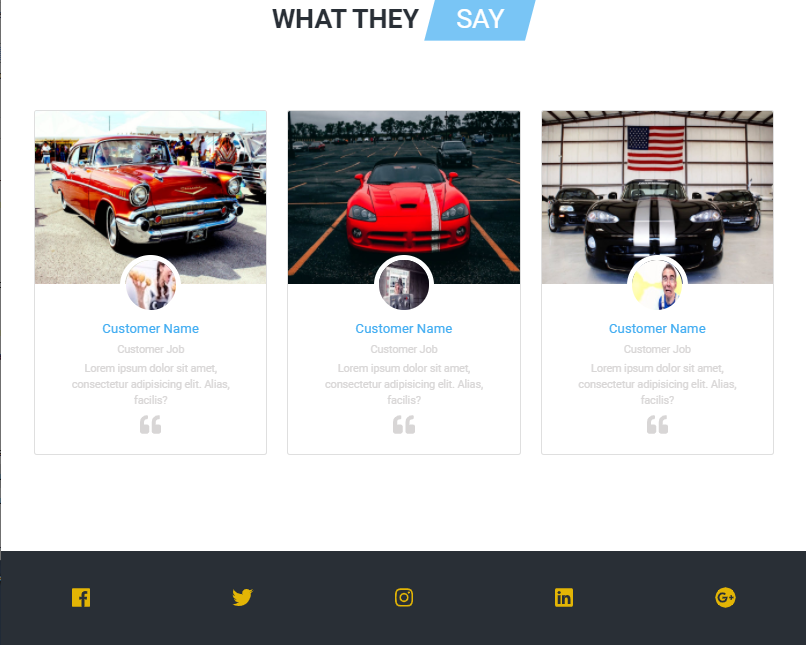 WHAT THEY SAY
Customer Name
Customer Job
Lorem ipsum dolor sit amet,
consectetur adipisicing elit. Alias,
facilis?
Customer Name
Customer Job
Lorem ipsum dolor sit amet,
consectetur adipisicing elit. Alias,
facilis?
Customer Name
Customer Job
Lorem ipsum dolor sit amet,
consectetur adipisicing elit. Alias,
facilis?